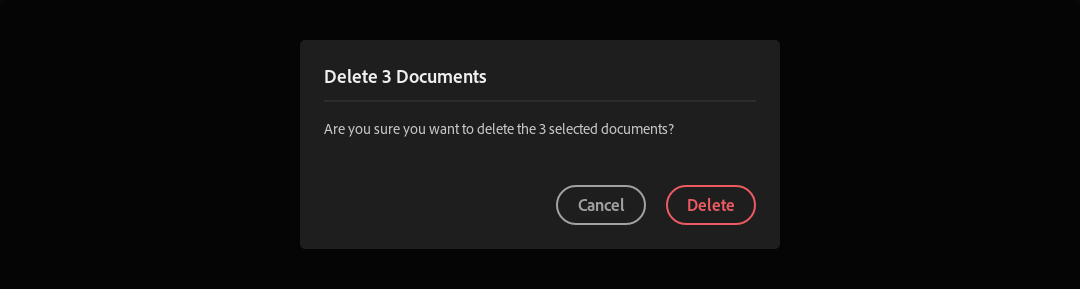 Delete 3 Documents
Are you sure you want to delete the 3 selected documents?
Cancel
Delete